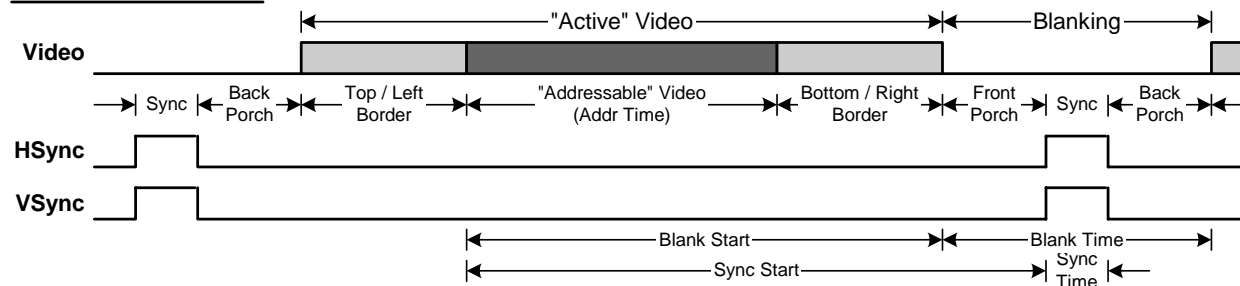 "Active" Video
Blanking
Video
Sync
Back
Porch
Top / Left
Border
"Addressable" Video
(Addr Time)
Bottom / Right
Border
Front
Porch
Sync
Back
Porch
HSync
VSync
Blank Start
Blank Time
Sync Start
Sync
Time